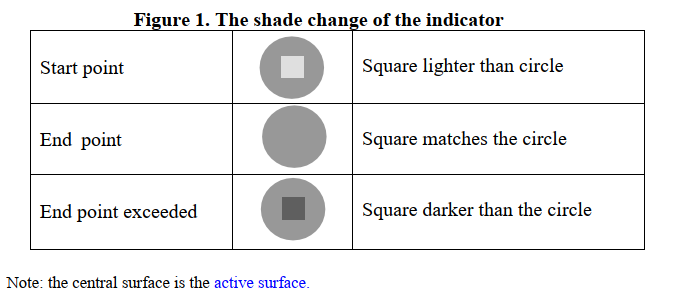 Figure 1. The shade change of the indicator
Start point
Square lighter than circle
End point
Square matches the circle
End point exceeded
Square darker than the circle
Note: the central surface is the active surface.